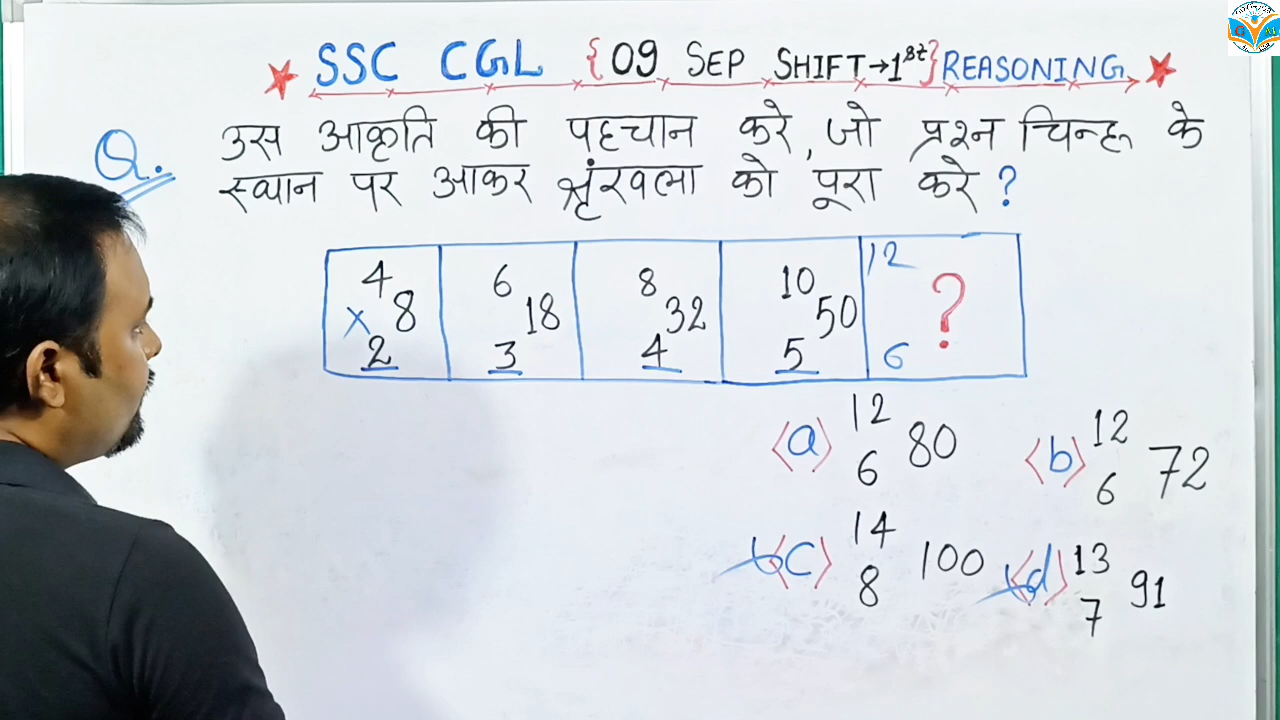 SSC CGL {09 SEP SHIFT→1st} REASONING
Q. उस आकृति की पहचान करे, जो प्रश्न चिन्ह के
स्थान पर आकर श्रृंखला को पूरा करे ?
4 6 8 10 12
× 8 18 32 50 ?
2 3 4 5 6
<a> 12 6 80 <b> 12 6 72
<c> 14 8 100 <d> 13 7 91